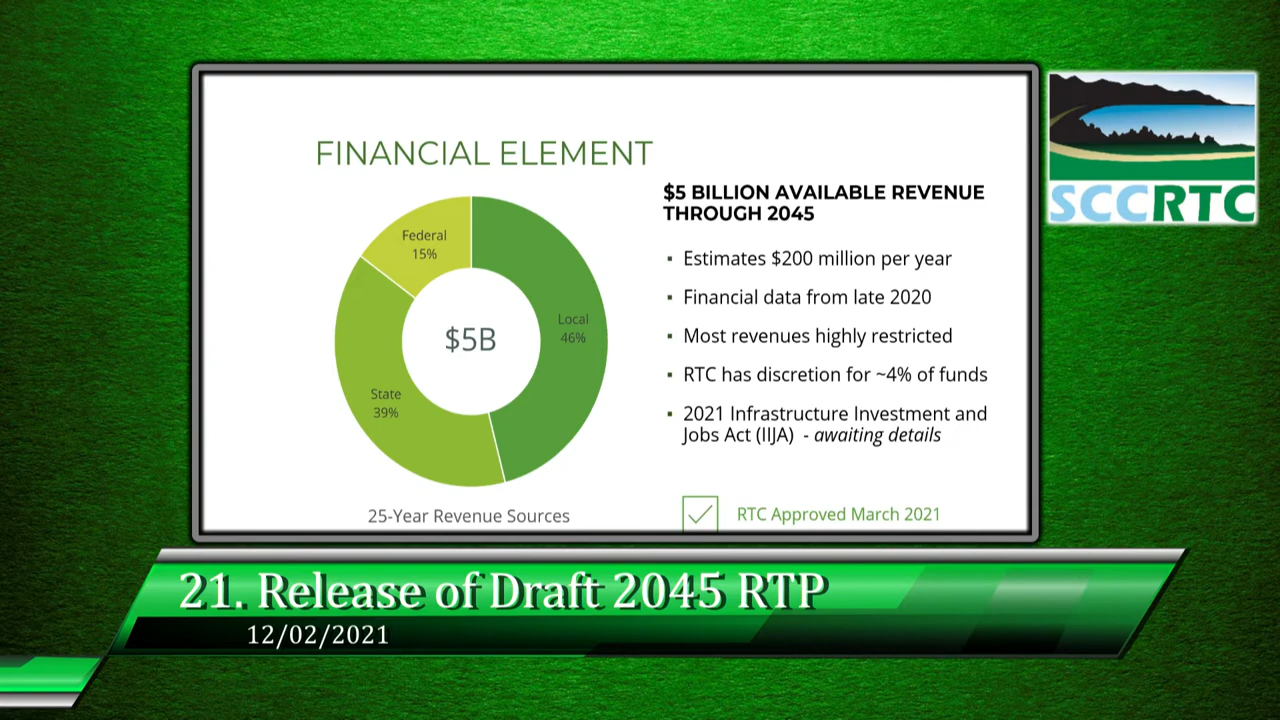 FINANCIAL ELEMENT
Federal
15%
Local
46%
$5B
State
39%
25-Year Revenue Sources
$5 BILLION AVAILABLE REVENUE
THROUGH 2045
▪ Estimates $200 million per year
▪ Financial data from late 2020
▪ Most revenues highly restricted
▪ RTC has discretion for ~4% of funds
▪ 2021 Infrastructure Investment and
Jobs Act (IIJA) - awaiting details
RTC Approved March 2021
SCCRTC
21. Release of Draft 2045 RTP
12/02/2021